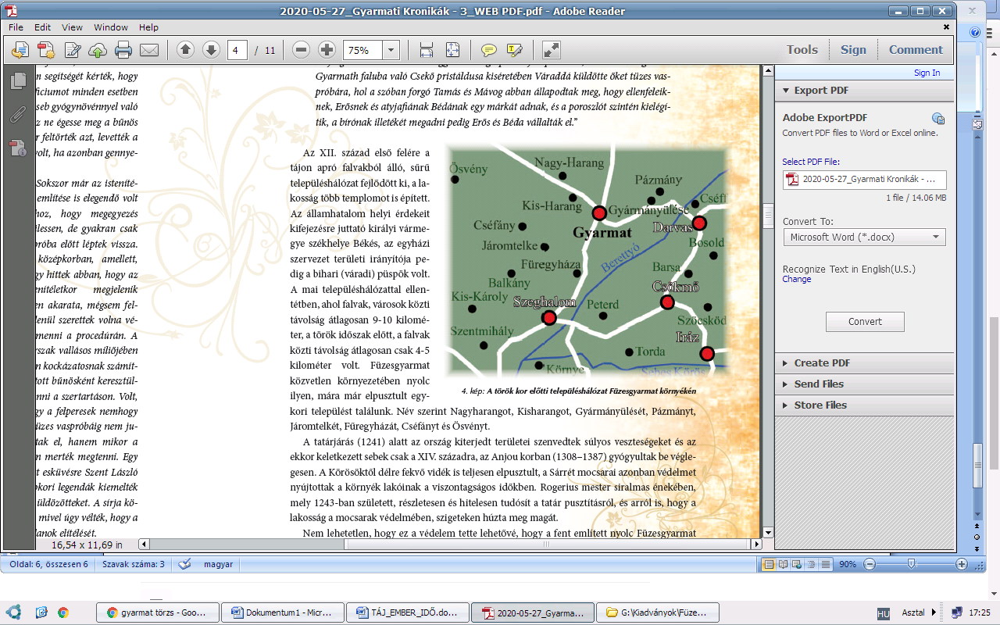 2020-05-27_Gyarmati Kronikák - 3_WEB PDF.pdf - Adobe Reader
File Edit View Window Help
4 / 11 75% Tools Sign Comment
Sign In
Export PDF
Adobe ExportPDF
Convert PDF files to Word or Excel online.
Select PDF File:
2020-05-27_Gyarmati Kronikák - ...
1 file / 14.06 MB
Convert To:
Microsoft Word (*.docx)
Recognize Text in English(U.S.)
Change
Convert
Create PDF
Send Files
Store Files
n segítségét kérték, hogy
ficiumot minden esetben
seb gyógynövénnyel való
z ne égesse meg a bűnös
r feltörték azt, levették a
volt, ha azonban gennye-
Sokszor már az isteníté-
említése is elegendő volt
hoz, hogy megegyezés
ülessen, de gyakran csak
próba előtt léptek vissza.
középkorban, amellett,
gy hittek abban, hogy az
enítéletkor megjelenik
en akarata, mégsem fel-
lenül szerettek volna vé-
menni a procedúrán. A
rszak vallásos miliőjében
n kockázatosnak számít-
tott bűnösként keresztül-
nni a szertartáson. Volt,
gy a felperesek nemhogy
üzes vaspróbáig nem ju-
tak el, hanem mikor a
n merték megtenni. Egy
t esküvésre Szent László
okori legendák kiemelték
üldözötteket. A sírja kö-
mivel úgy vélték, hogy a
lanok elítélését.
Gyarmath faluba való Csekő pristáldusa kíséretében Váraddá küldötte őket tüzes vas-
próbára, hol a szóban forgó Tamás és Mávog abban állapodtak meg, hogy ellenfeleik-
nek, Erősnek és atyjafiának Bédának egy márkát adnak, és a poroszlót szintén kielégí-
tik, a bírónak illetékét megadni pedig Erős és Béda vállalták el.”
Az XII. század első felére a
tájon apró falvakból álló, sűrű
településhálózat fejlődött ki, a la-
kosság több templomot is épített.
Az államhatalom helyi érdekeit
kifejezésre juttató királyi várme-
gye székhelye Békés, az egyházi
szervezet területi irányítója pe-
dig a bihari (váradi) püspök volt.
A mai településhálózattal ellen-
tétben, ahol falvak, városok közti
távolság átlagosan 9-10 kilomé-
ter, a török időszak előtt, a falvak
közti távolság átlagosan csak 4-5
kilométer volt. Füzesgyarmat
közvetlen környezetében nyolc
ilyen, mára már elpusztult egy-
kori települést találunk. Név szerint Nagyharangot, Kisharangot, Gyármányülését, Pázmányt,
Járomtelkét, Füregyházát, Cséfányt és Ösvényt.
Ösvény
Nagy-Harang
Pázmány
Kis-Harang
Gyármányülése
Cséff
Cséfány
Gyarmat
Darvas
Járomtelke
Bosold
Füregyháza
Berettyó
Barsa
Balkány
Csökmő
Kis-Károly
Szeghalom
Peterd
Szöcsköd
Szentmihály
Iráz
Torda
Környe
Sebes Körös
4. kép: A török kor előtti településhálózat Füzesgyarmat környékén
A tatárjárás (1241) alatt az ország kiterjedt területei szenvedtek súlyos veszteségeket és az
ekkor keletkezett sebek csak a XIV. századra, az Anjou korban (1308–1387) gyógyultak be végle-
gesen. A Körösöktől délre fekvő vidék is teljesen elpusztult, a Sárrét mocsarai azonban védelmet
nyújtottak a környék lakóinak a viszontagságos időkben. Rogerius mester siralmas énekében,
mely 1243-ban született, részletesen és hitelesen tudósít a tatár pusztításról, és arról is, hogy a
lakosság a mocsarak védelmében, szigeteken húzta meg magát.
Nem lehetetlen, hogy ez a védelem tette lehetővé, hogy a fent említett nyolc Füzesgyarmat
16,54 x 11,69 in
Oldal: 6, összesen 6 Szavak száma: 3 magyar 90%
gyarmat törzs - Goo... Dokumentum1 - Micr... TÁJ_EMBER_IDŐ.do... 2020-05-27_Gyarma... G:\Kiadványok\Füze... HU Asztal 17:25